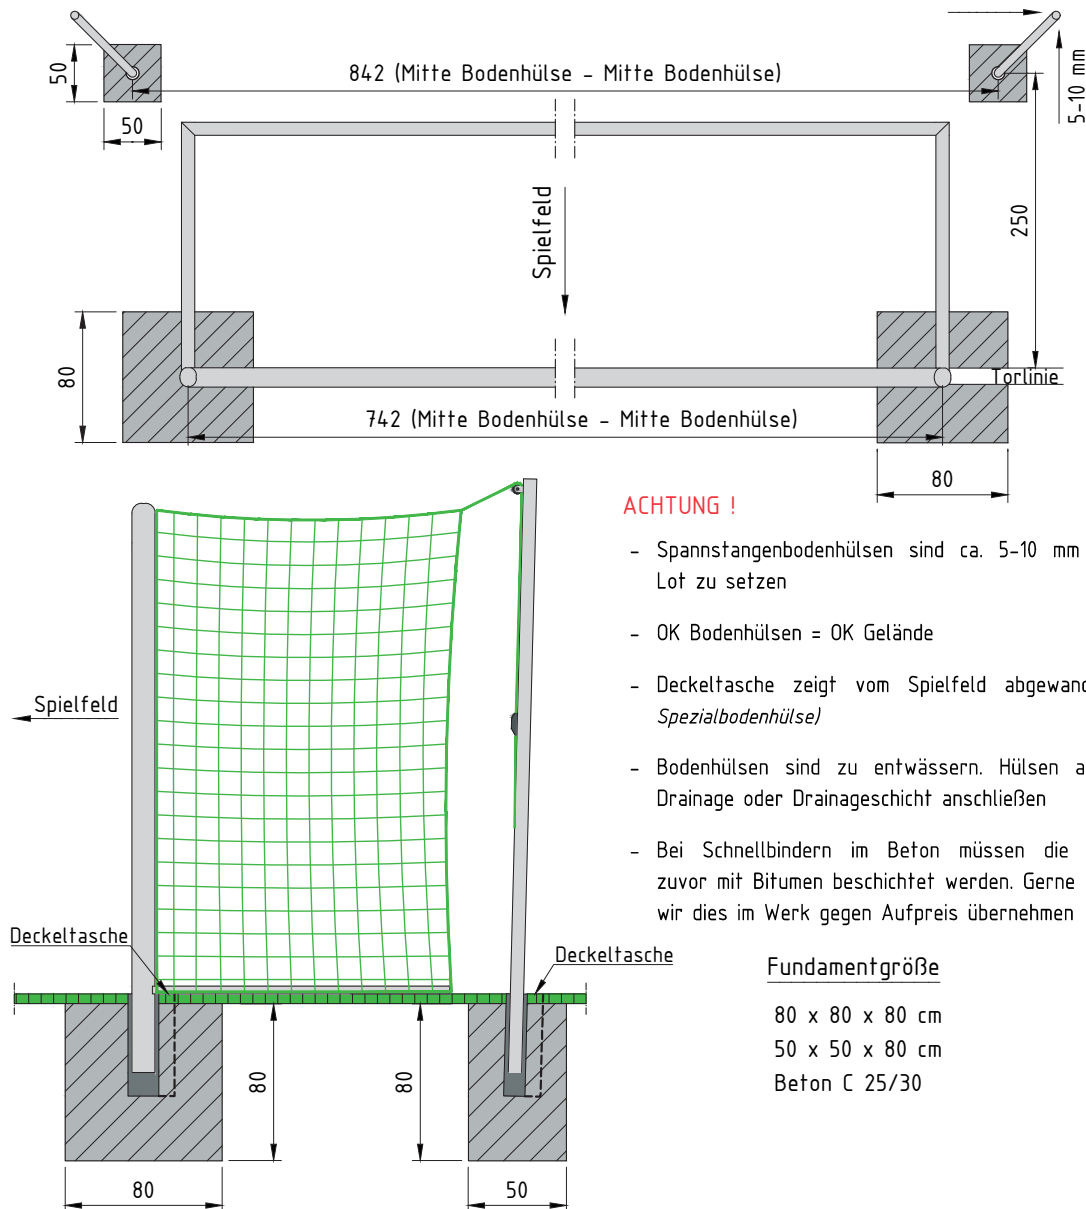 842 (Mitte Bodenhülse - Mitte Bodenhülse)
50
50
5-10 mm
250
Spielfeld
80
Torlinie
742 (Mitte Bodenhülse - Mitte Bodenhülse)
80
ACHTUNG !
- Spannstangenbodenhülsen sind ca. 5-10 mm
Lot zu setzen
- OK Bodenhülsen = OK Gelände
- Deckeltasche zeigt vom Spielfeld
Spezialbodenhülse)
- Bodenhülsen sind zu entwässern. Hülsen
Drainage oder Drainageschicht anschließen
- Bei Schnellbindern im Beton müssen die
zuvor mit Bitumen beschichtet werden. Gerne
wir dies im Werk gegen Aufpreis übernehmen
Spielfeld
Deckeltasche
Deckeltasche
80
80
80
50
Fundamentgröße
80 x 80 x 80 cm
50 x 50 x 80 cm
Beton C 25/30